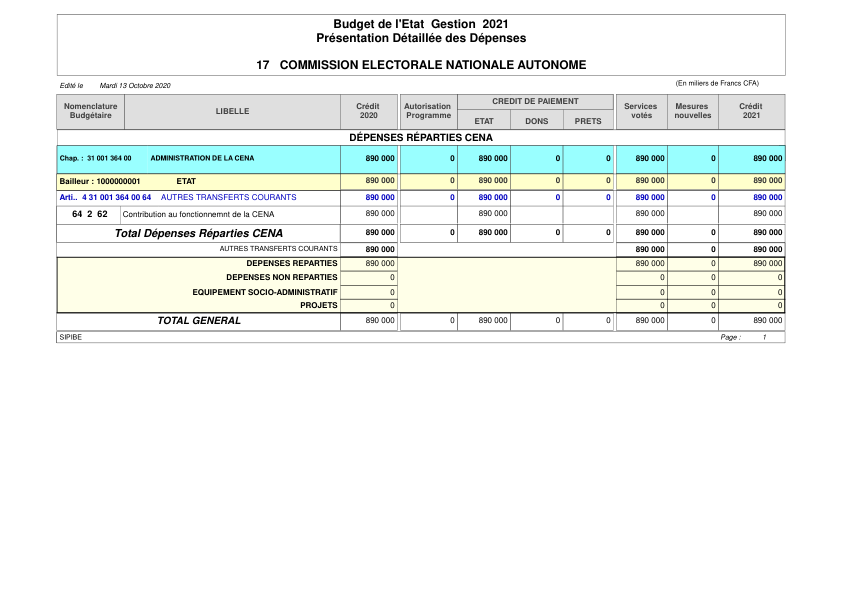 Budget de l'Etat  Gestion  2021
Présentation Détaillée des Dépenses
17   COMMISSION ELECTORALE NATIONALE AUTONOME
Edité le   Mardi 13 Octobre 2020   (En miliers de Francs CFA)
Nomenclature Budgétaire   LIBELLE   Crédit 2020   Autorisation Programme   CREDIT DE PAIEMENT   Services votés   Mesures nouvelles   Crédit 2021
ETAT   DONS   PRETS
DÉPENSES RÉPARTIES CENA
Chap. :  31 001 364 00   ADMINISTRATION DE LA CENA   890 000   0   890 000   0   0   890 000   0   890 000
Bailleur : 1000000001   ETAT   890 000   0   890 000   0   0   890 000   0   890 000
Arti..  4 31 001 364 00 64   AUTRES TRANSFERTS COURANTS   890 000   0   890 000   0   0   890 000   0   890 000
64  2  62   Contribution au fonctionnemnt de la CENA   890 000   890 000   890 000   0   890 000
Total Dépenses Réparties CENA   890 000   0   890 000   0   0   890 000   0   890 000
AUTRES TRANSFERTS COURANTS   890 000   890 000   0   890 000
DEPENSES REPARTIES   890 000   890 000   0   890 000
DEPENSES NON REPARTIES   0   0   0   0
EQUIPEMENT SOCIO-ADMINISTRATIF   0   0   0   0
PROJETS   0   0   0   0
TOTAL GENERAL   890 000   0   890 000   0   0   890 000   0   890 000
SIPIBE   Page :   1